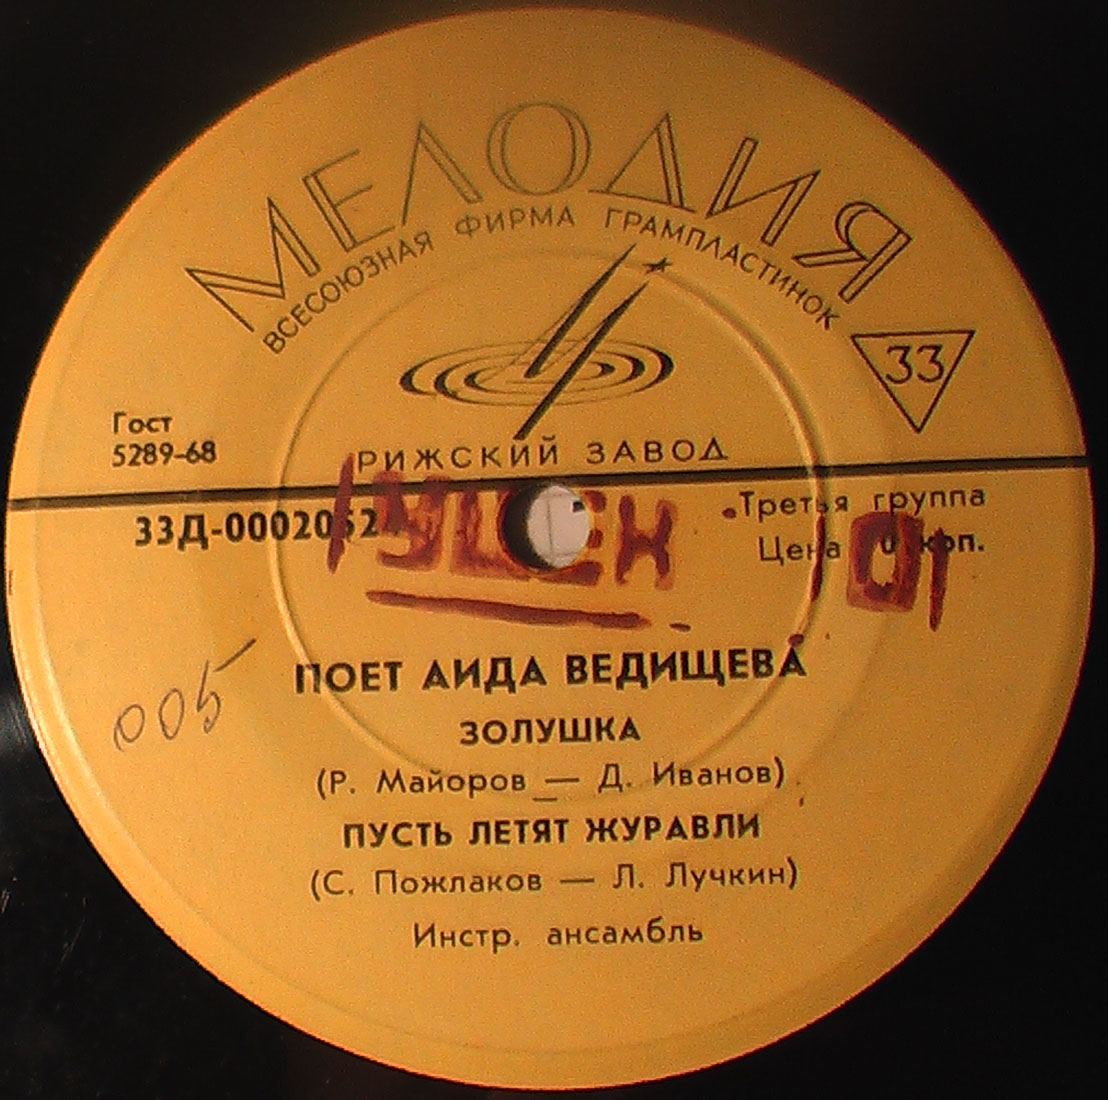 МЕЛОДИЯ
ВСЕСОЮЗНАЯ ФИРМА ГРАМПЛАСТИНОК
33
Гост
5289-68
РИЖСКИЙ ЗАВОД
Третья группа
Цена коп.
005
ПОЕТ АИДА ВЕДИЩЕВА
ЗОЛУШКА
(Р. Майоров — Д. Иванов)
ПУСТЬ ЛЕТЯТ ЖУРАВЛИ
(С. Пожлаков — Л. Лучкин)
Инстр. ансамбль